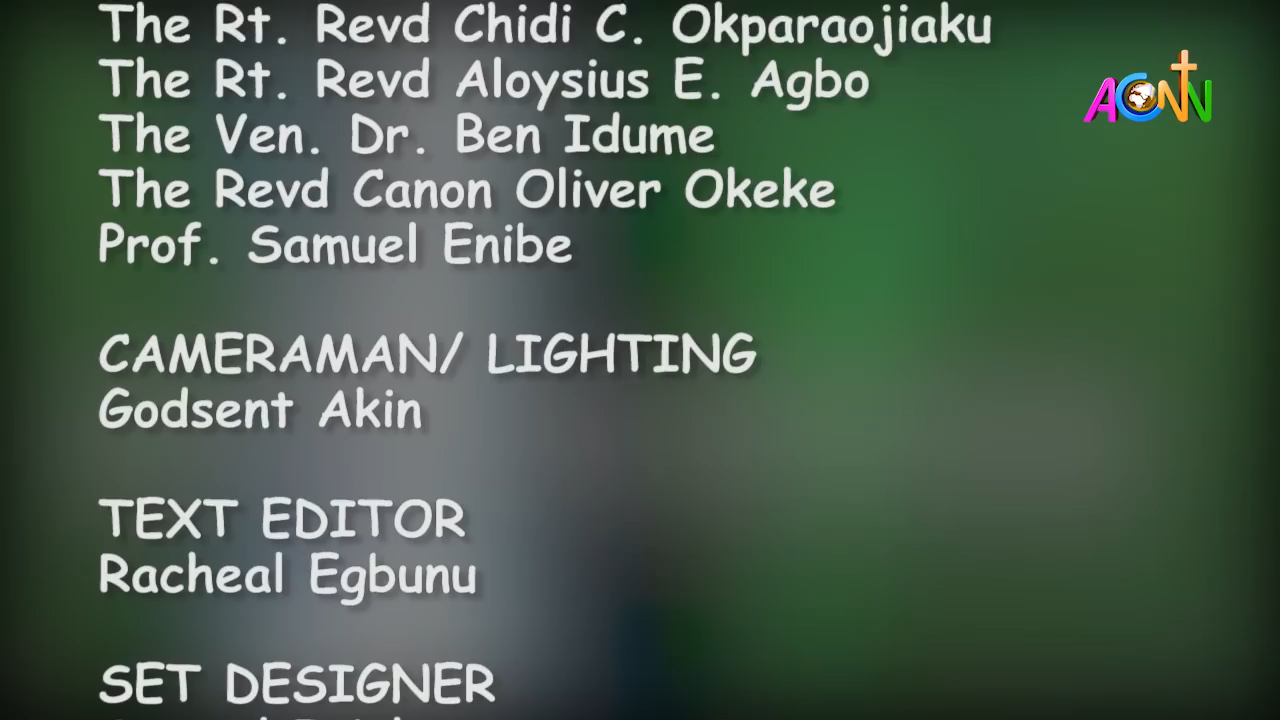 The Rt. Revd Chidi C. Okparaojiaku
The Rt. Revd Aloysius E. Agbo
The Ven. Dr. Ben Idume
The Revd Canon Oliver Okeke
Prof. Samuel Enibe
CAMERAMAN/ LIGHTING
Godsent Akin
TEXT EDITOR
Racheal Egbunu
SET DESIGNER
ACNN